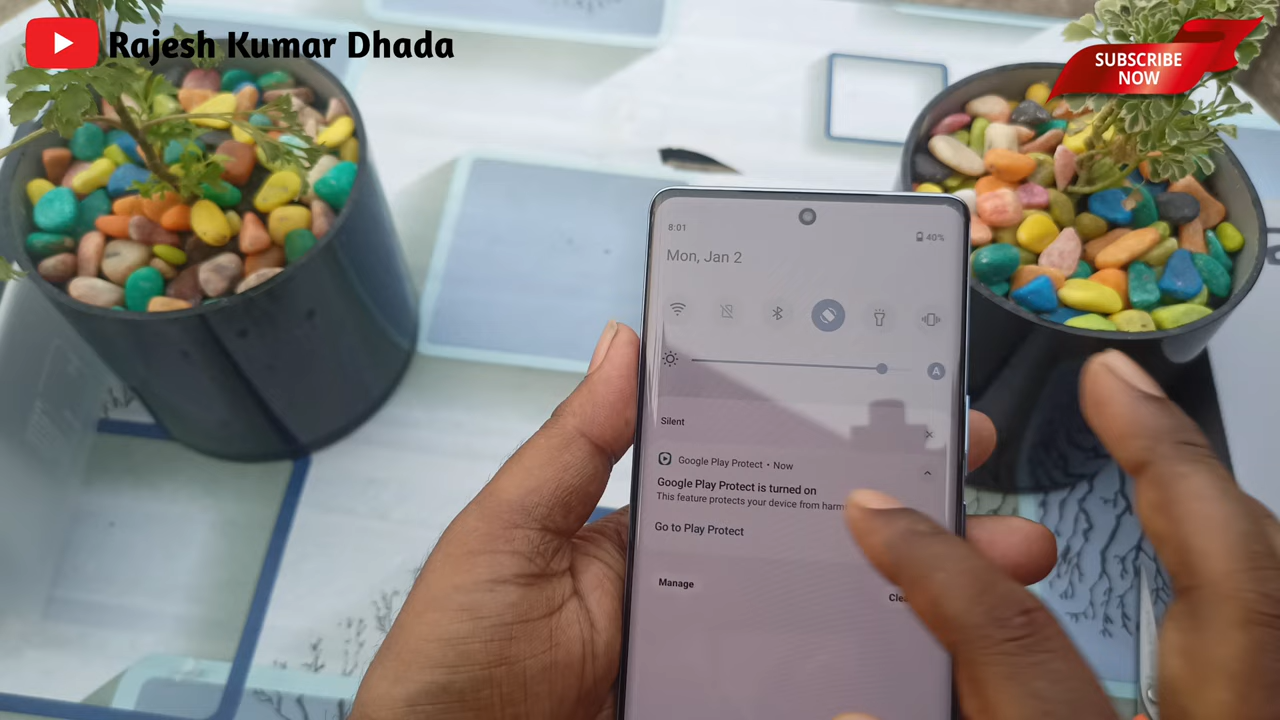 Rajesh Kumar Dhada
SUBSCRIBE
NOW
8:01
40%
Mon, Jan 2
A
Silent
Google Play Protect • Now
Google Play Protect is turned on
This feature protects your device from
Go to Play Protect
Manage